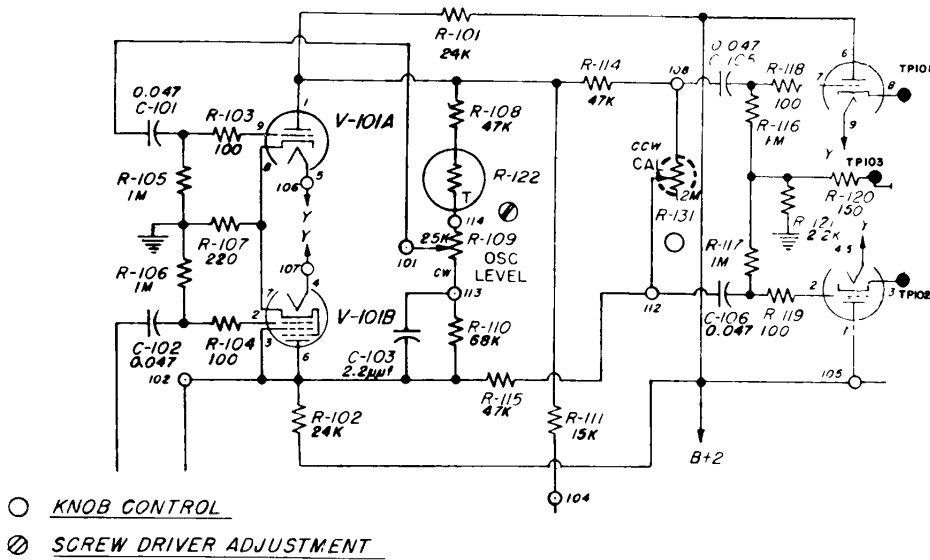 R-101
24K
0.047
C-101
R-103
100
9
1
V-101A
8
5
106
Y
Y
107
4
R-105
1M
R-107
220
R-106
1M
C-102
0.047
R-104
100
7
2
3
6
V-101B
102
R-102
24K
R-108
47K
R-122
T
114
25K
R-109
OSC
LEVEL
101
CW
113
R-110
68K
C-103
2.2µµf
R-115
47K
R-111
15K
104
R-114
47K
108
CCW
CAL
.2M
R-131
112
0.047
C-105
R-118
100
R-116
1M
7
6
8
9
Y
TP101
TP103
R-120
150
R-121
2.2K
R-117
1M
C-106
0.047
R-119
100
Y
4 5
2
3
1
TP102
105
B+2
KNOB CONTROL
SCREW DRIVER ADJUSTMENT